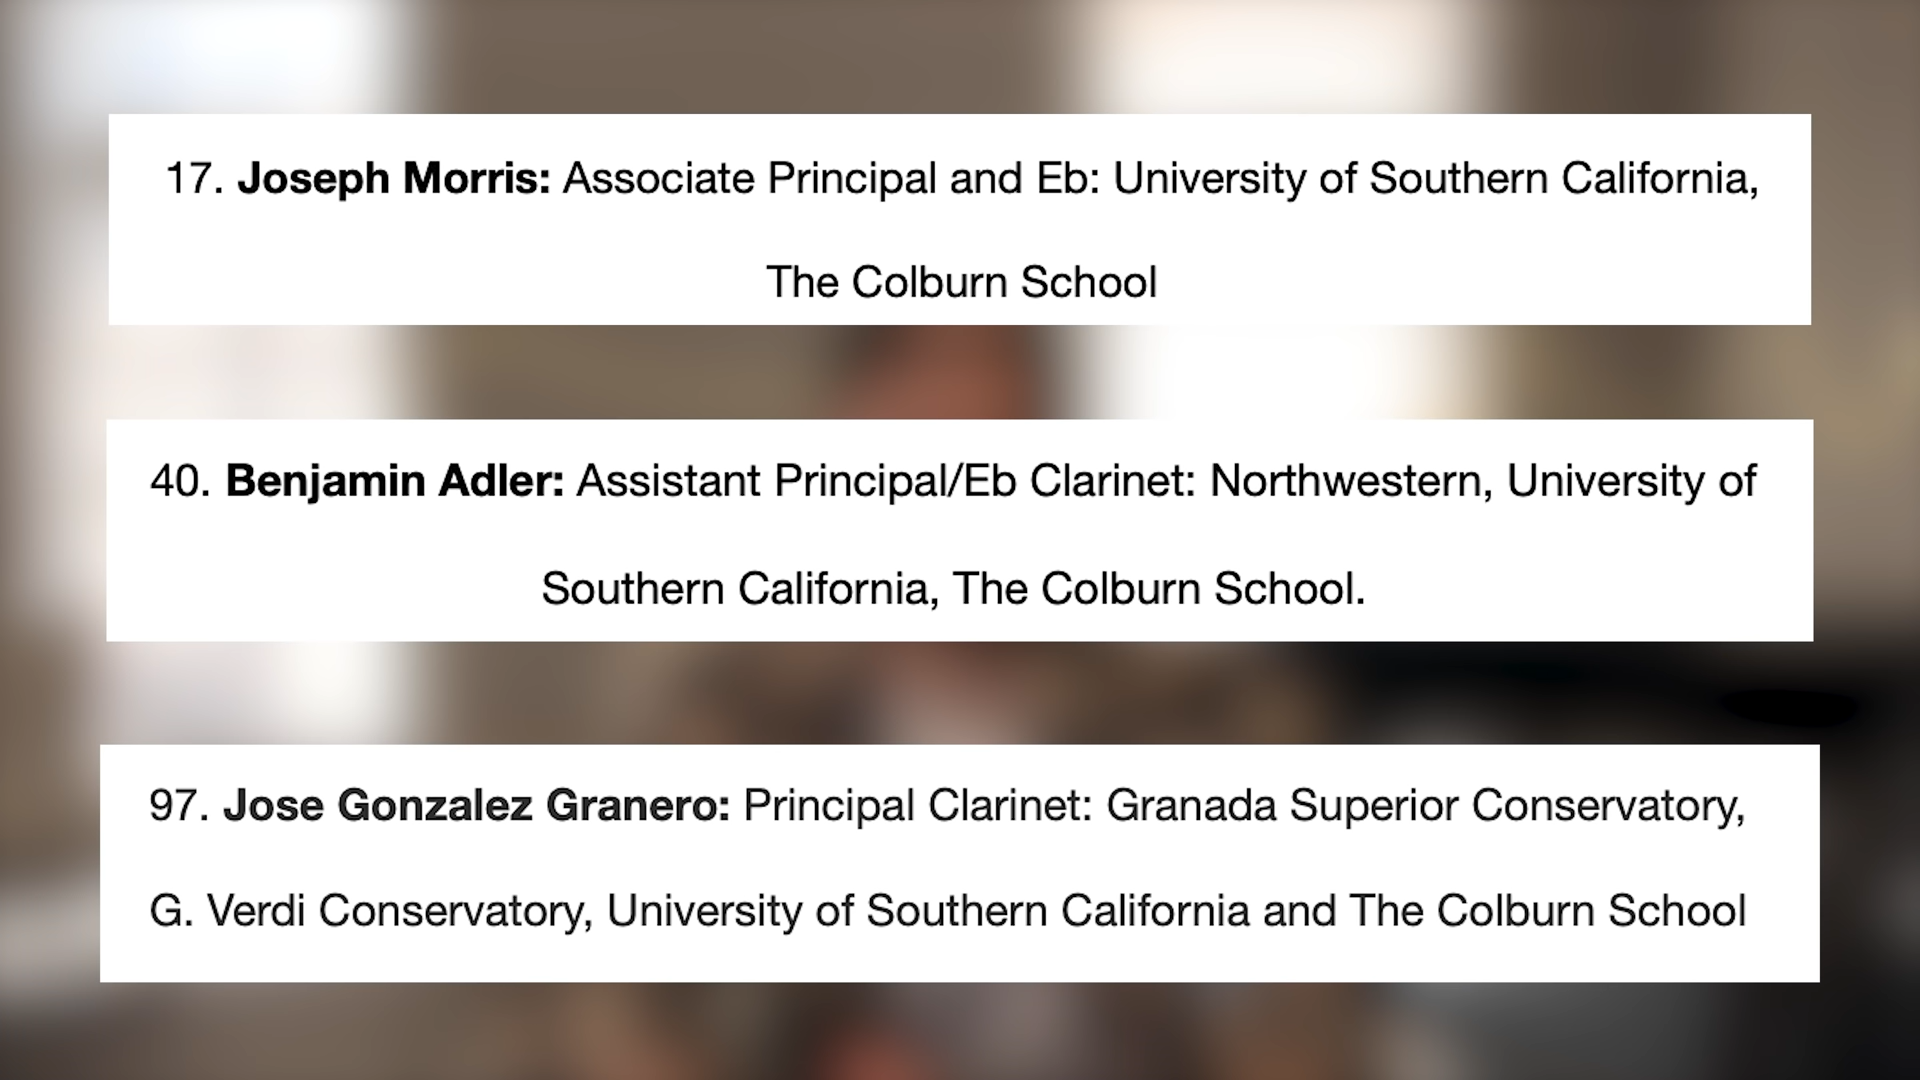 17. Joseph Morris: Associate Principal and Eb: University of Southern California,
The Colburn School
40. Benjamin Adler: Assistant Principal/Eb Clarinet: Northwestern, University of
Southern California, The Colburn School.
97. Jose Gonzalez Granero: Principal Clarinet: Granada Superior Conservatory,
G. Verdi Conservatory, University of Southern California and The Colburn School